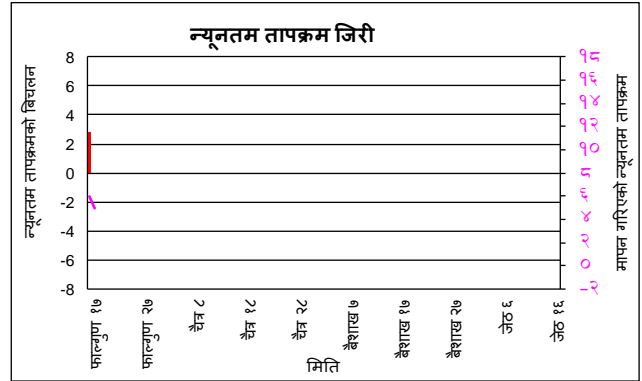 न्यूनतम तापक्रम जिरी
न्यूनतम तापक्रमको बिचलन
8
6
4
2
0
-2
-4
-6
-8
१८
१६
१४
१२
१०
८
६
४
२
०
-२
मापन गरिएको न्यूनतम तापक्रम
फाल्गुण १७
फाल्गुण २७
चैत्र ८
चैत्र १८
चैत्र २८
बैशाख ७
बैशाख १७
बैशाख २७
जेठ ६
जेठ १६
मिति